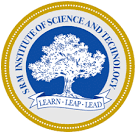 SRM INSTITUTE OF SCIENCE AND TECHNOLOGY
LEARN - LEAP - LEAD